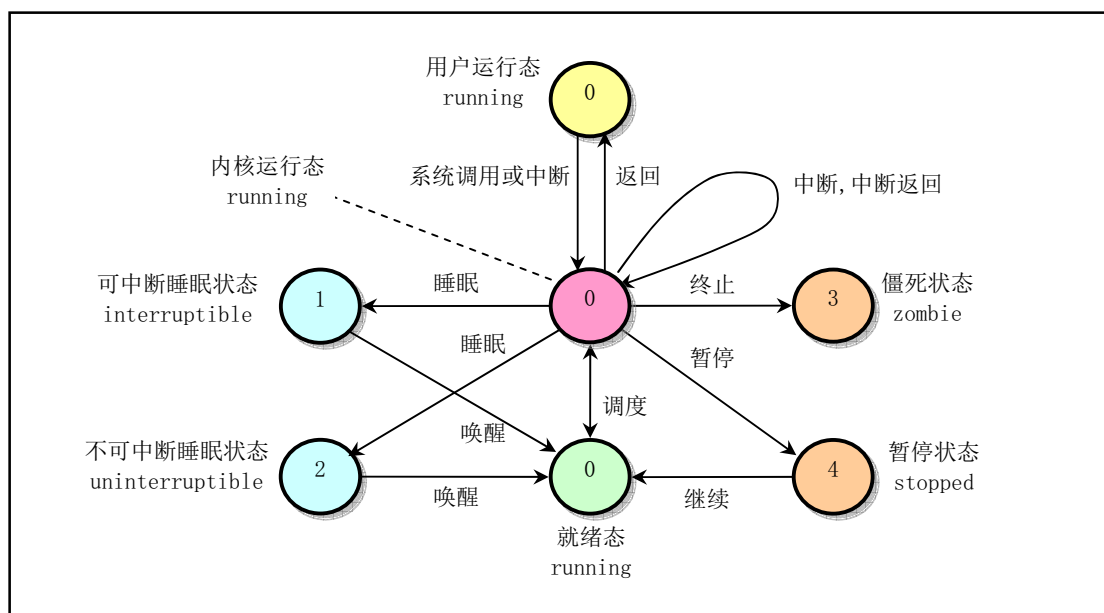 用户运行态
running
0
内核运行态
running
系统调用或中断
返回
中断,中断返回
可中断睡眠状态
interruptible
1
睡眠
0
终止
3
僵死状态
zombie
睡眠
暂停
调度
唤醒
不可中断睡眠状态
uninterruptible
2
唤醒
0
继续
4
暂停状态
stopped
就绪态
running